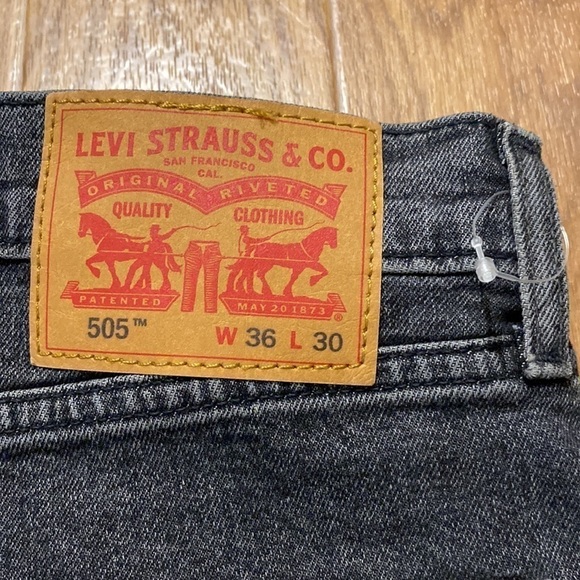 LEVI STRAUSS & CO.
SAN FRANCISCO
CAL.
ORIGINAL RIVETED
QUALITY CLOTHING
PATENTED MAY 20 1873 ®
505™ W 36 L 30